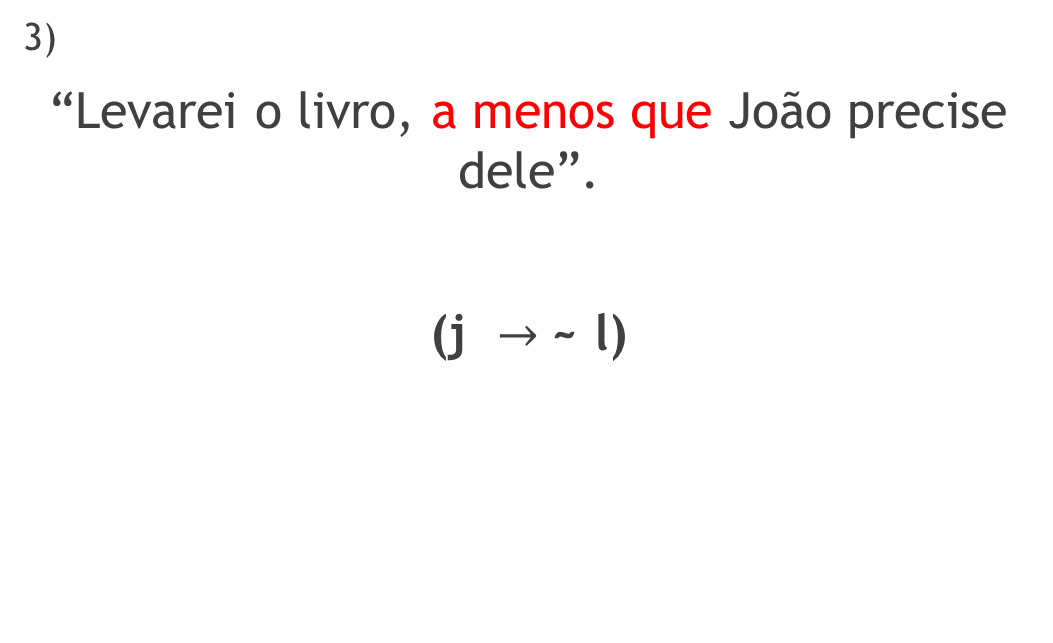 3)
“Levarei o livro, a menos que João precise
dele”.
(j → ~ l)